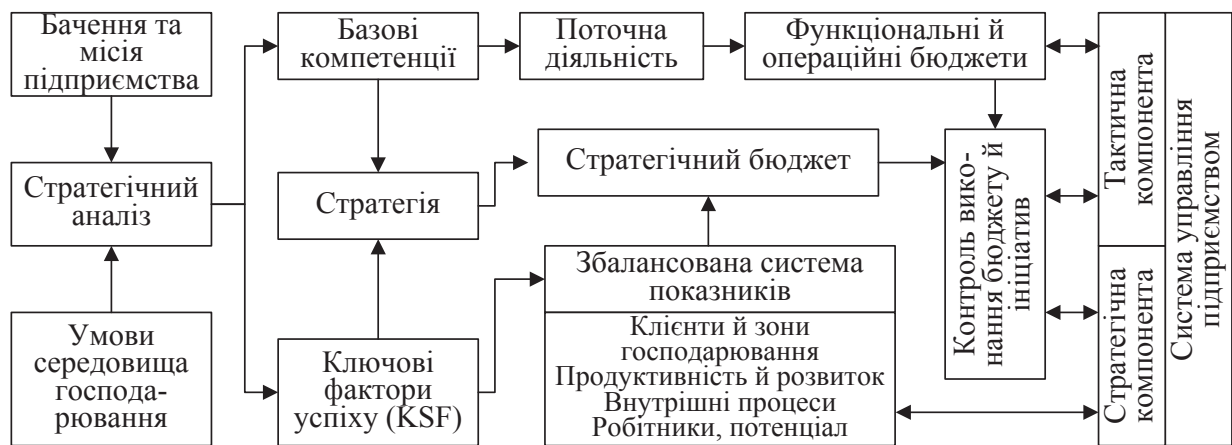 Бачення та
місія
підприємства
Базові
компетенції
Поточна
діяльність
Функціональні й
операційні бюджети
Стратегічний
аналіз
Стратегія
Стратегічний бюджет
Умови
середовища
господа-
рювання
Ключові
фактори
успіху (KSF)
Збалансована система
показників
Клієнти й зони
господарювання
Продуктивність й розвиток
Внутрішні процеси
Робітники, потенціал
Контроль вико-
нання бюджету й
ініціатив
Тактична
компонента
Стратегічна
компонента
Система управління
підприємством